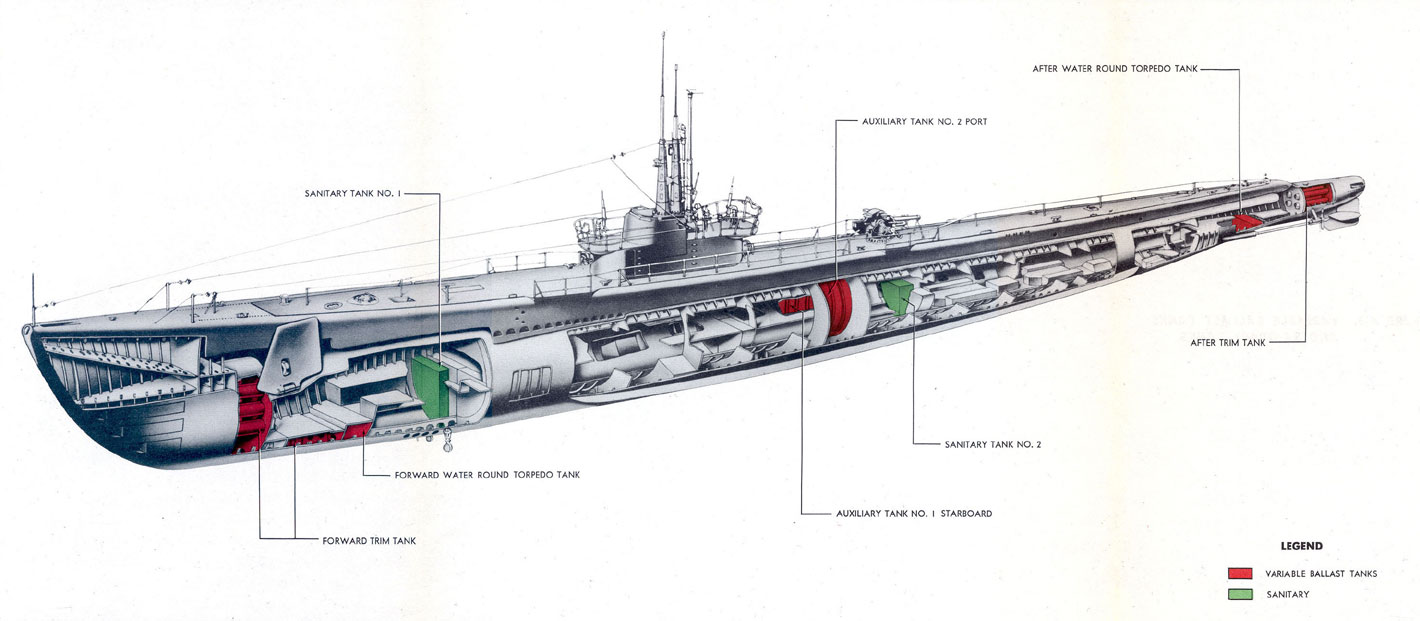 AFTER WATER ROUND TORPEDO TANK
AUXILIARY TANK NO. 2 PORT
SANITARY TANK NO. 1
AFTER TRIM TANK
SANITARY TANK NO. 2
FORWARD WATER ROUND TORPEDO TANK
AUXILIARY TANK NO. 1 STARBOARD
FORWARD TRIM TANK
LEGEND
VARIABLE BALLAST TANKS
SANITARY